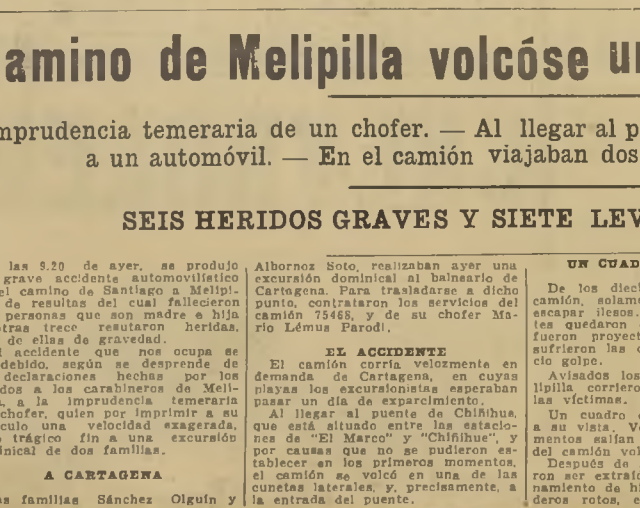 amino de Melipilla volcóse un
mprudencia temeraria de un chofer. — Al llegar al p
a un automóvil. — En el camión viajaban dos
SEIS HERIDOS GRAVES Y SIETE LEV
las 9.20 de ayer, se produjo
grave accidente automovilístico
el camino de Santiago a Melipi-
de resultas del cual fallecieron
personas que son madre e hija
otras trece resutaron heridas,
de ellas de gravedad.
accidente que nos ocupa se
debido, según se desprende de
declaraciones hechas por los
dos a los carabineros de Meli-
a la imprudencia temeraria
chofer, quien por imprimir a su
culo una velocidad exagerada,
trágico fin a una excursión
inical de dos familias.
A CARTAGENA
as familias Sánchez Olguín y
Albornoz Soto, realizaban ayer una
excursión dominical al balneario de
Cartagena. Para trasladarse a dicho
punto, contrataron los servicios del
camión 75468, y de su chofer Ma-
rio Lémus Parodi.
EL ACCIDENTE
El camión corría velozmente en
demanda de Cartagena, en cuyas
playas los excursionistas esperaban
pasar un día de esparcimiento.
Al llegar al puente de Chiñihue,
que está situado entre las estacio-
nes de "El Marco" y "Chiñihue", y
por causas que no se pudieron es-
tablecer en los primeros momentos,
el camión se volcó en una de las
cunetas laterales, y, precisamente, a
la entrada del puente.
UN CUAD
De los dieci
camión, solam
escapar ilesos.
tes quedaron
fueron proyect
sufrieron las c
cio golpe.
Avisados los
lipilla corriero
las víctimas.
Un cuadro
a su vista. V
mentos salían
del camión vol
Después de
ron ser extraíd
namiento de hi
deros rotos, e